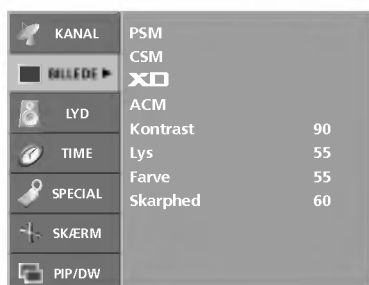 KANAL
BILLEDE ▶
LYD
TIME
SPECIAL
SKÆRM
PIP/DW
PSM
CSM
XD
ACM
Kontrast 90
Lys 55
Farve 55
Skarphed 60